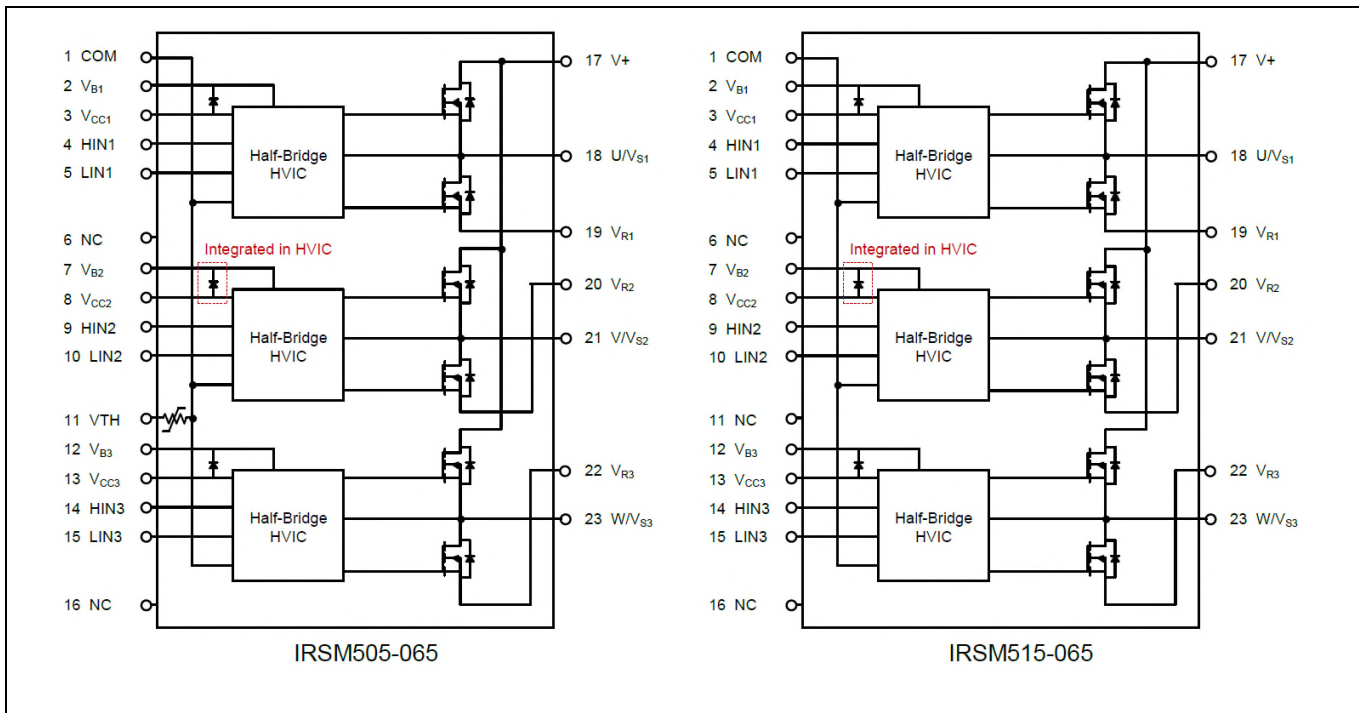 1 COM
2 VB1
3 VCC1
4 HIN1
5 LIN1
6 NC
7 VB2
8 VCC2
9 HIN2
10 LIN2
11 VTH
12 VB3
13 VCC3
14 HIN3
15 LIN3
16 NC
Half-Bridge
HVIC
Integrated in HVIC
Half-Bridge
HVIC
Half-Bridge
HVIC
17 V+
18 U/VS1
19 VR1
20 VR2
21 V/VS2
22 VR3
23 W/VS3
IRSM505-065
1 COM
2 VB1
3 VCC1
4 HIN1
5 LIN1
6 NC
7 VB2
8 VCC2
9 HIN2
10 LIN2
11 NC
12 VB3
13 VCC3
14 HIN3
15 LIN3
16 NC
Half-Bridge
HVIC
Integrated in HVIC
Half-Bridge
HVIC
Half-Bridge
HVIC
17 V+
18 U/VS1
19 VR1
20 VR2
21 V/VS2
22 VR3
23 W/VS3
IRSM515-065